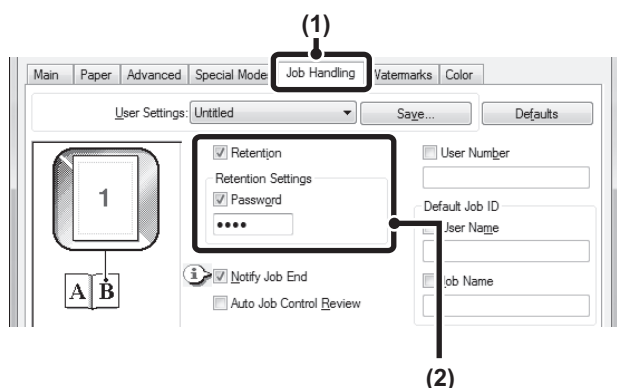 (1)
Main Paper Advanced Special Mode Job Handling Watermarks Color
User Settings: Untitled Save... Defaults
Retention
Retention Settings
Password
••••
Notify Job End
Auto Job Control Review
User Number
Default Job ID
User Name
Job Name
1
A B
(2)